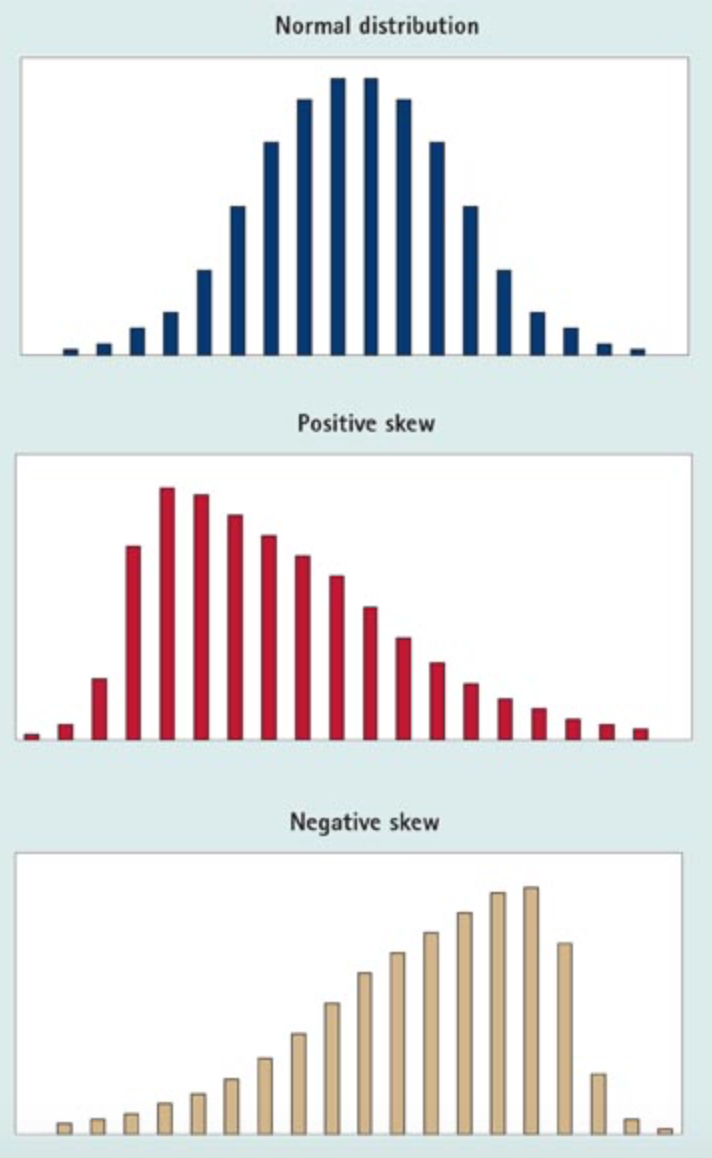 Normal distribution
Positive skew
Negative skew